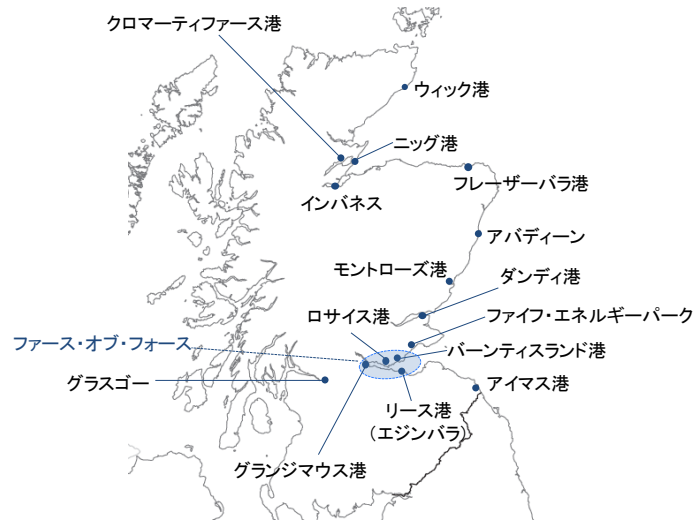 クロマーティファース港
ウィック港
ニッグ港
フレーザーバラ港
インバネス
アバディーン
モントローズ港
ダンディ港
ロサイス港
ファイフ・エネルギーパーク
ファース・オブ・フォース
バーンティスランド港
グラスゴー
アイマス港
リース港
(エジンバラ)
グランジマウス港